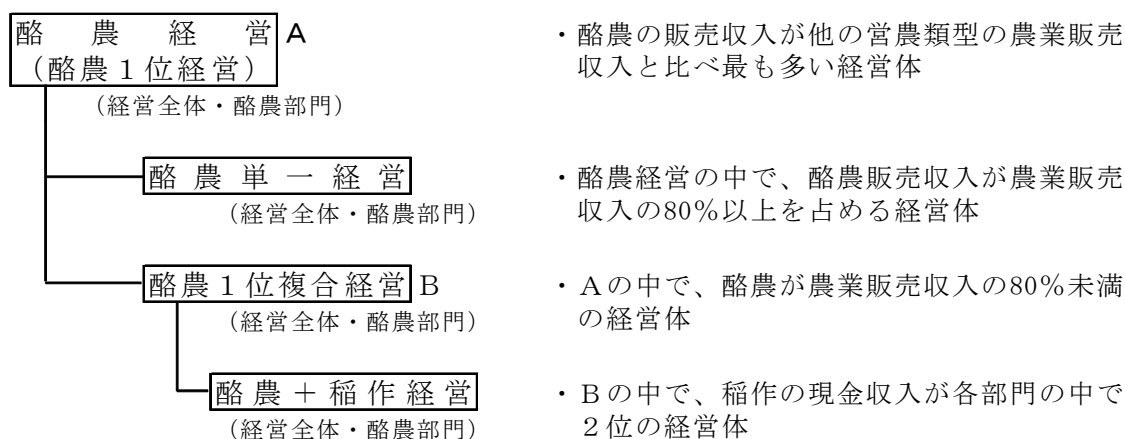 酪農経営 A
（酪農１位経営）
（経営全体・酪農部門）
・酪農の販売収入が他の営農類型の農業販売
収入と比べ最も多い経営体
酪農単一経営
（経営全体・酪農部門）
・酪農経営の中で、酪農販売収入が農業販売
収入の80％以上を占める経営体
酪農１位複合経営 Ｂ
（経営全体・酪農部門）
・Ａの中で、酪農が農業販売収入の80％未満
の経営体
酪農＋稲作経営
（経営全体・酪農部門）
・Ｂの中で、稲作の現金収入が各部門の中で
２位の経営体